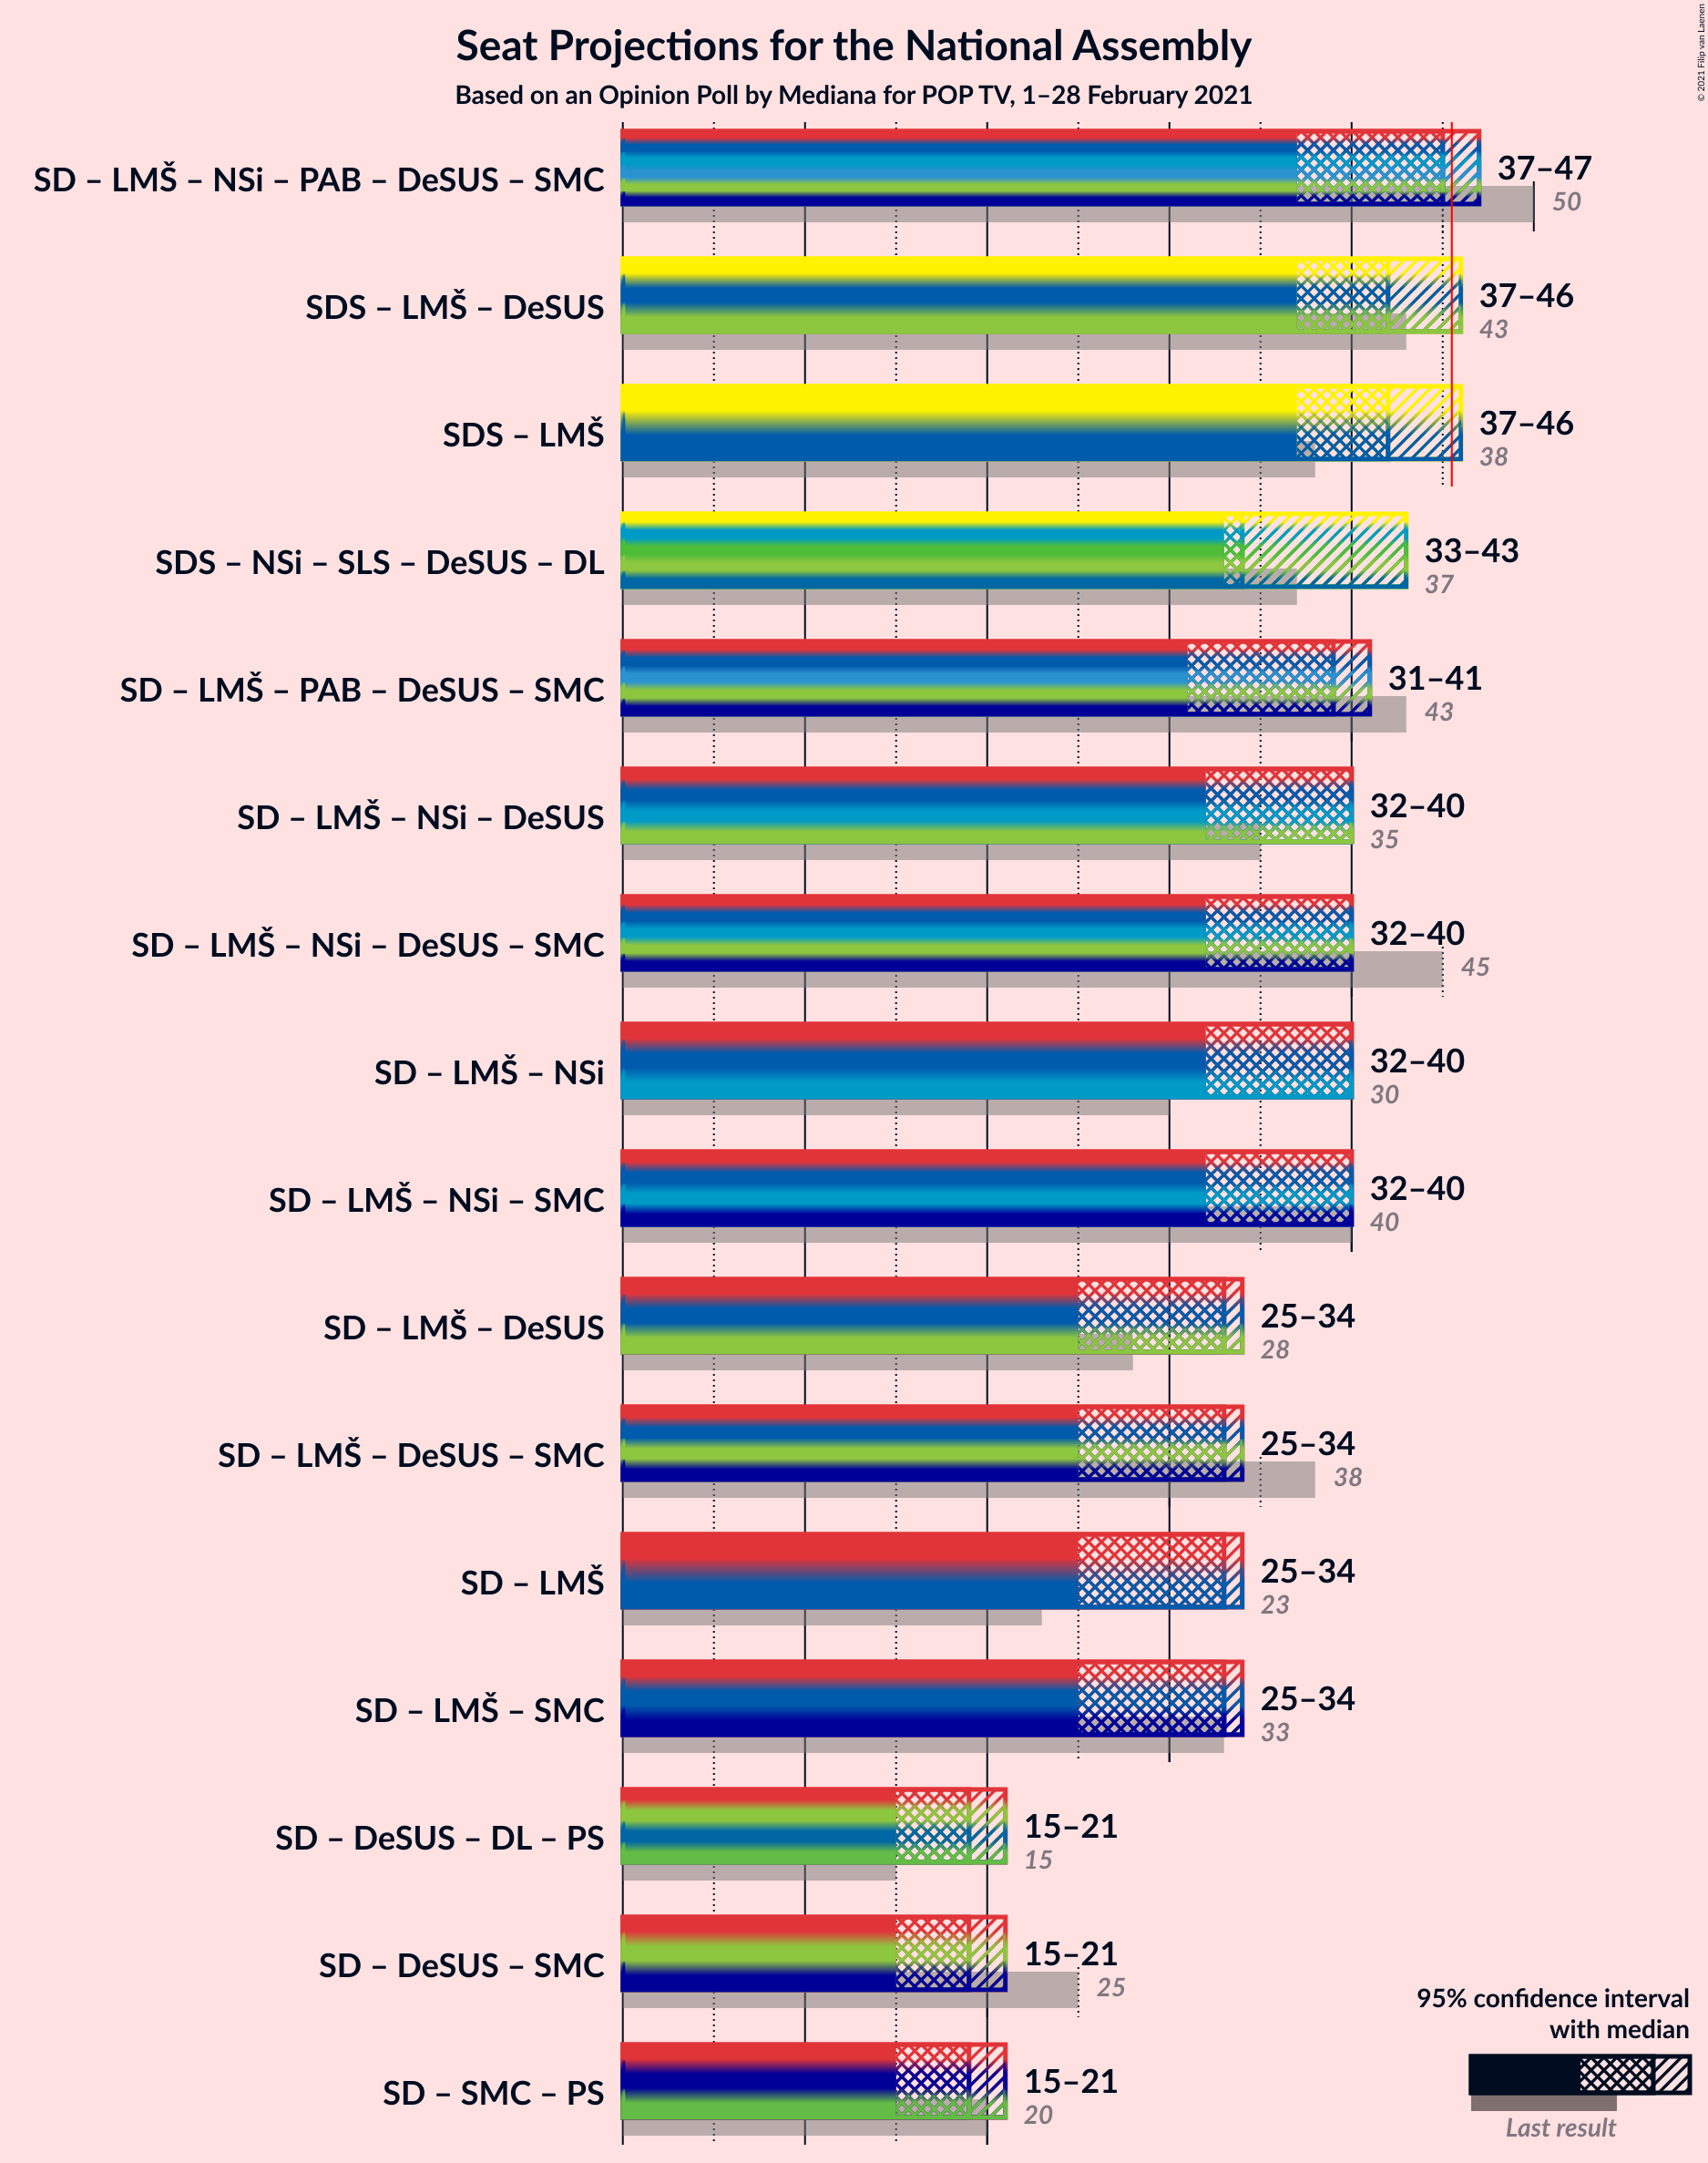 Seat Projections for the National Assembly
Based on an Opinion Poll by Mediana for POP TV, 1–28 February 2021
© 2021 Filip van Laenen
SD – LMŠ – NSi – PAB – DeSUS – SMC
37–47
50
SDS – LMŠ – DeSUS
37–46
43
SDS – LMŠ
37–46
38
SDS – NSi – SLS – DeSUS – DL
33–43
37
SD – LMŠ – PAB – DeSUS – SMC
31–41
43
SD – LMŠ – NSi – DeSUS
32–40
35
SD – LMŠ – NSi – DeSUS – SMC
32–40
45
SD – LMŠ – NSi
32–40
30
SD – LMŠ – NSi – SMC
32–40
40
SD – LMŠ – DeSUS
25–34
28
SD – LMŠ – DeSUS – SMC
25–34
38
SD – LMŠ
25–34
23
SD – LMŠ – SMC
25–34
33
SD – DeSUS – DL – PS
15–21
15
SD – DeSUS – SMC
15–21
25
SD – SMC – PS
15–21
20
95% confidence interval
with median
Last result